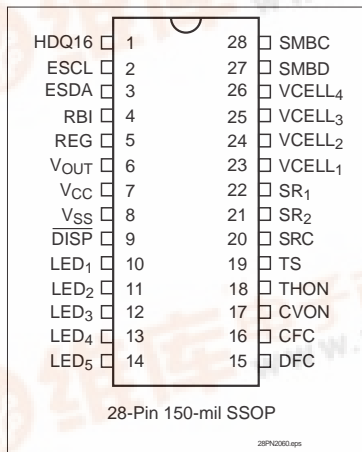 HDQ16 1 28 SMBC
ESCL 2 27 SMBD
ESDA 3 26 VCELL4
RBI 4 25 VCELL3
REG 5 24 VCELL2
VOUT 6 23 VCELL1
VCC 7 22 SR1
VSS 8 21 SR2
DISP 9 20 SRC
LED1 10 19 TS
LED2 11 18 THON
LED3 12 17 CVON
LED4 13 16 CFC
LED5 14 15 DFC
28-Pin 150-mil SSOP
28PN2060.eps